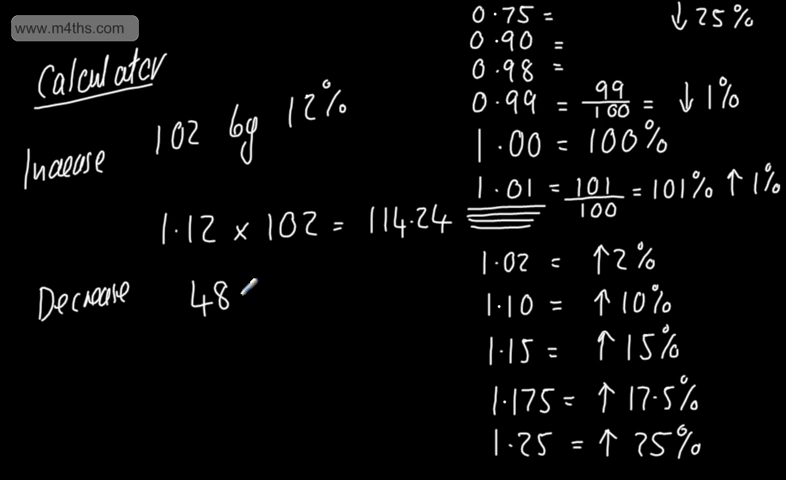 www.m4ths.com
Calculator
Increase 102 by 12%
1.12 × 102 = 114.24
Decrease 48
0.75 = ↓ 25%
0.90 =
0.98 =
0.99 = 99/100 = ↓ 1%
1.00 = 100%
1.01 = 101/100 = 101% ↑ 1%
1.02 = ↑ 2%
1.10 = ↑ 10%
1.15 = ↑ 15%
1.175 = ↑ 17.5%
1.25 = ↑ 25%